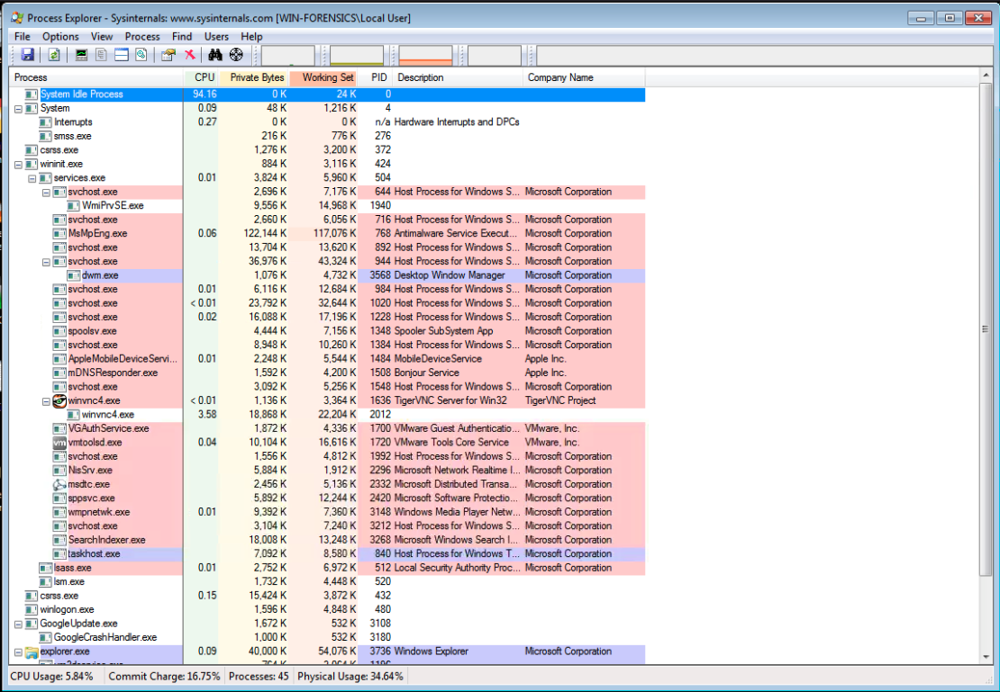 Process Explorer - Sysinternals: www.sysinternals.com [WIN-FORENSICS\Local User]
File Options View Process Find Users Help
Process CPU Private Bytes Working Set PID Description Company Name
System Idle Process 94.16 0 K 24 K 0
System 0.09 48 K 1,216 K 4
Interrupts 0.27 0 K 0 K n/a Hardware Interrupts and DPCs
smss.exe 216 K 776 K 276
csrss.exe 1,276 K 3,200 K 372
wininit.exe 884 K 3,116 K 424
services.exe 0.01 3,824 K 5,960 K 504
svchost.exe 2,696 K 7,176 K 644 Host Process for Windows S... Microsoft Corporation
WmiPrvSE.exe 9,556 K 14,968 K 1940
svchost.exe 2,660 K 6,056 K 716 Host Process for Windows S... Microsoft Corporation
MsMpEng.exe 0.06 122,144 K 117,076 K 768 Antimalware Service Execut... Microsoft Corporation
svchost.exe 13,704 K 13,620 K 892 Host Process for Windows S... Microsoft Corporation
svchost.exe 36,976 K 43,324 K 944 Host Process for Windows S... Microsoft Corporation
dwm.exe 1,076 K 4,732 K 3568 Desktop Window Manager Microsoft Corporation
svchost.exe 0.01 6,116 K 12,684 K 984 Host Process for Windows S... Microsoft Corporation
svchost.exe < 0.01 23,792 K 32,644 K 1020 Host Process for Windows S... Microsoft Corporation
svchost.exe 0.02 16,088 K 17,196 K 1228 Host Process for Windows S... Microsoft Corporation
spoolsv.exe 4,444 K 7,156 K 1348 Spooler SubSystem App Microsoft Corporation
svchost.exe 8,948 K 10,260 K 1384 Host Process for Windows S... Microsoft Corporation
AppleMobileDeviceServi... 0.01 2,248 K 5,544 K 1484 MobileDeviceService Apple Inc.
mDNSResponder.exe 1,592 K 4,200 K 1508 Bonjour Service Apple Inc.
svchost.exe 3,092 K 5,256 K 1548 Host Process for Windows S... Microsoft Corporation
winvnc4.exe < 0.01 1,136 K 3,364 K 1636 TigerVNC Server for Win32 TigerVNC Project
winvnc4.exe 3.58 18,868 K 22,204 K 2012
VGAuthService.exe 1,872 K 4,336 K 1700 VMware Guest Authenticatio... VMware, Inc.
vm vmtoolsd.exe 0.04 10,104 K 16,616 K 1720 VMware Tools Core Service VMware, Inc.
svchost.exe 1,556 K 4,812 K 1992 Host Process for Windows S... Microsoft Corporation
NisSrv.exe 5,884 K 1,912 K 2296 Microsoft Network Realtime I... Microsoft Corporation
msdtc.exe 2,456 K 5,136 K 2332 Microsoft Distributed Transa... Microsoft Corporation
sppsvc.exe 5,892 K 12,244 K 2420 Microsoft Software Protectio... Microsoft Corporation
wmpnetwk.exe 0.01 9,392 K 7,360 K 3148 Windows Media Player Netw... Microsoft Corporation
svchost.exe 3,104 K 7,240 K 3212 Host Process for Windows S... Microsoft Corporation
SearchIndexer.exe 18,008 K 13,248 K 3268 Microsoft Windows Search I... Microsoft Corporation
taskhost.exe 7,092 K 8,580 K 840 Host Process for Windows T... Microsoft Corporation
lsass.exe 0.01 2,752 K 6,972 K 512 Local Security Authority Proc... Microsoft Corporation
lsm.exe 1,732 K 4,448 K 520
csrss.exe 0.15 15,424 K 3,872 K 432
winlogon.exe 1,596 K 4,848 K 480
GoogleUpdate.exe 1,672 K 532 K 3108
GoogleCrashHandler.exe 1,000 K 532 K 3180
explorer.exe 0.09 40,000 K 54,076 K 3736 Windows Explorer Microsoft Corporation
CPU Usage: 5.84% Commit Charge: 16.75% Processes: 45 Physical Usage: 34.64%